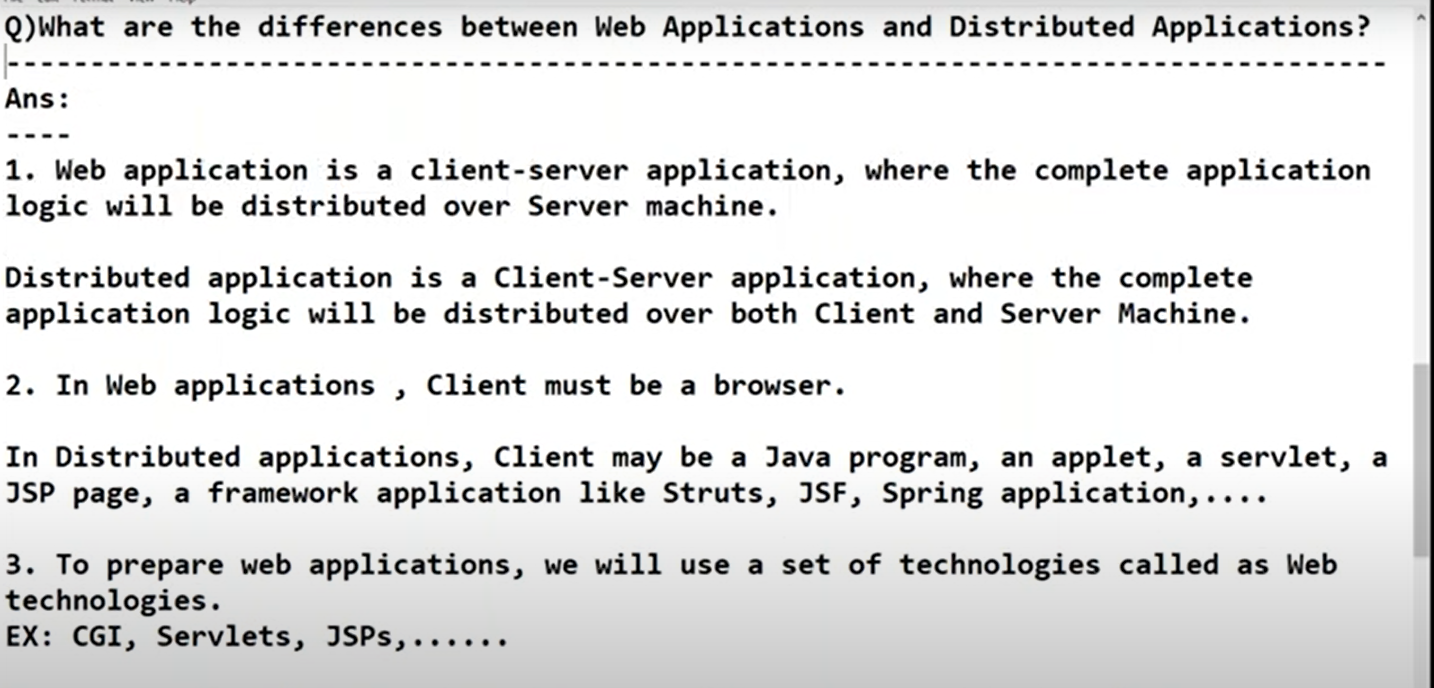 Q)What are the differences between Web Applications and Distributed Applications?
----------------------------------------------------------------------------------
Ans:
----
1. Web application is a client-server application, where the complete application
logic will be distributed over Server machine.
Distributed application is a Client-Server application, where the complete
application logic will be distributed over both Client and Server Machine.
2. In Web applications , Client must be a browser.
In Distributed applications, Client may be a Java program, an applet, a servlet, a
JSP page, a framework application like Struts, JSF, Spring application,....
3. To prepare web applications, we will use a set of technologies called as Web
technologies.
EX: CGI, Servlets, JSPs,......